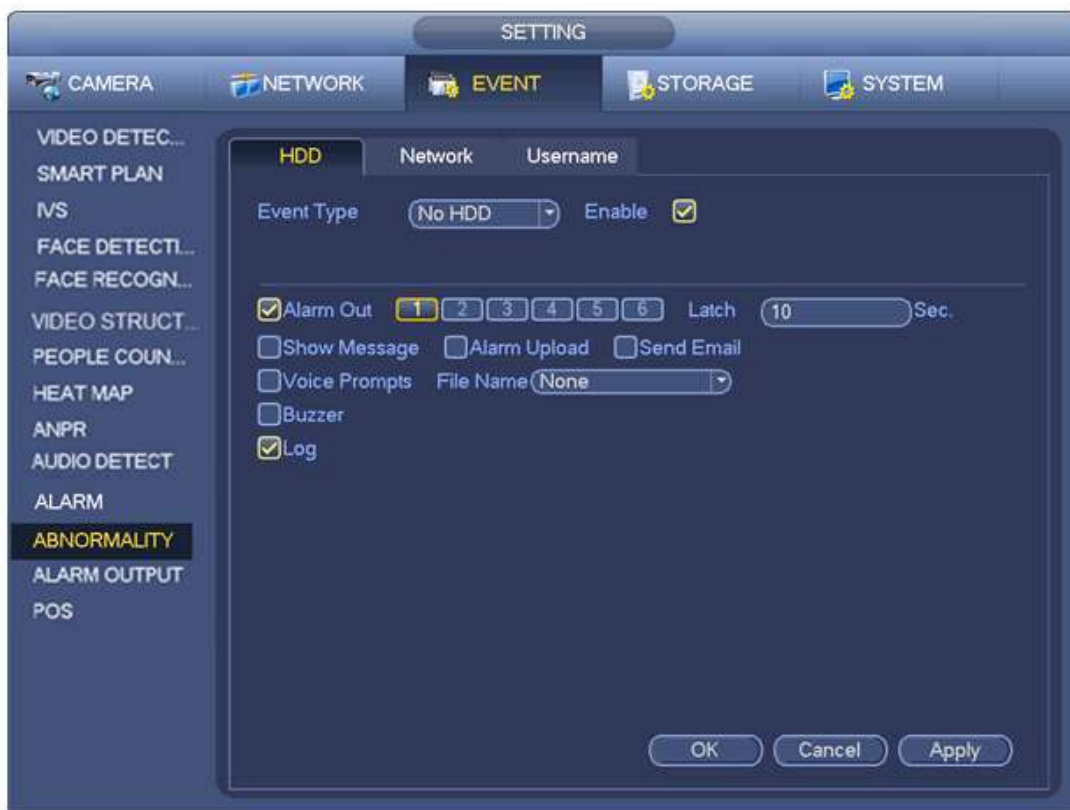 SETTING
CAMERA NETWORK EVENT STORAGE SYSTEM
VIDEO DETEC...
SMART PLAN
IVS
FACE DETECTI...
FACE RECOGN...
VIDEO STRUCT...
PEOPLE COUN...
HEAT MAP
ANPR
AUDIO DETECT
ALARM
ABNORMALITY
ALARM OUTPUT
POS
HDD Network Username
Event Type No HDD Enable
Alarm Out 1 2 3 4 5 6 Latch 10 Sec.
Show Message Alarm Upload Send Email
Voice Prompts File Name None
Buzzer
Log
OK Cancel Apply